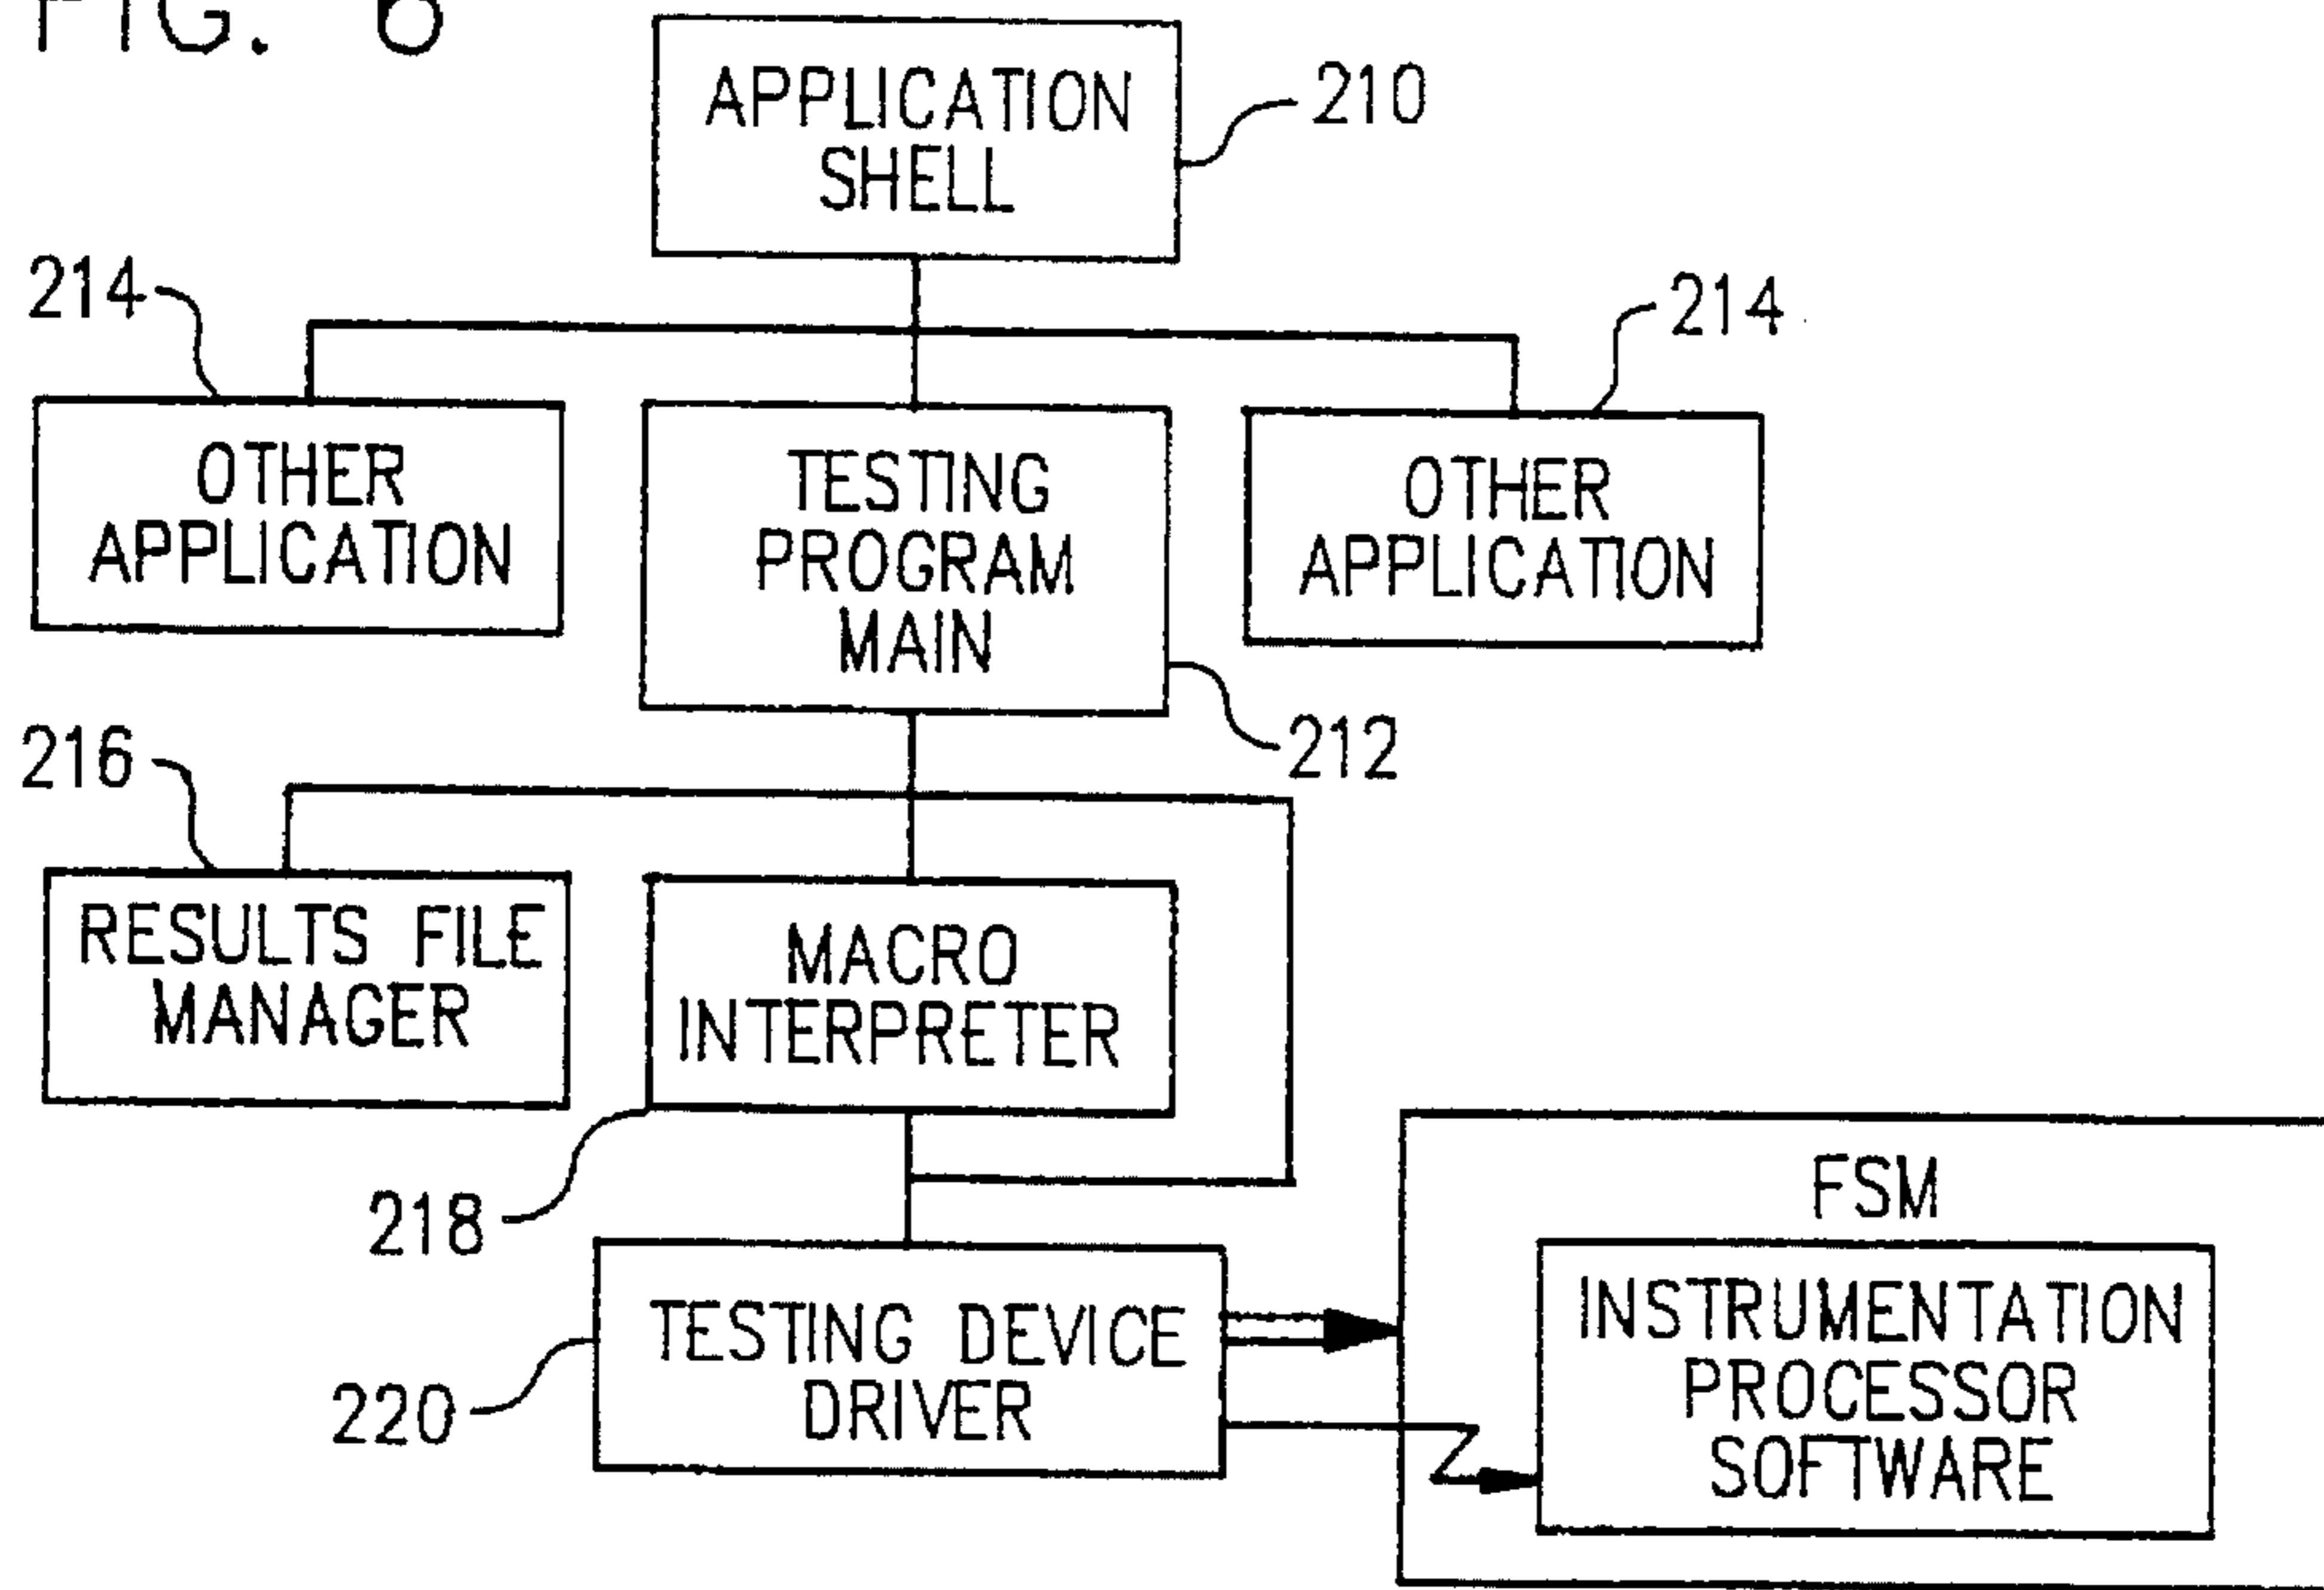 FIG. 6
APPLICATION
SHELL
210
214
214
OTHER
APPLICATION
TESTING
PROGRAM
MAIN
OTHER
APPLICATION
212
216
RESULTS FILE
MANAGER
MACRO
INTERPRETER
218
FSM
TESTING DEVICE
DRIVER
220
INSTRUMENTATION
PROCESSOR
SOFTWARE